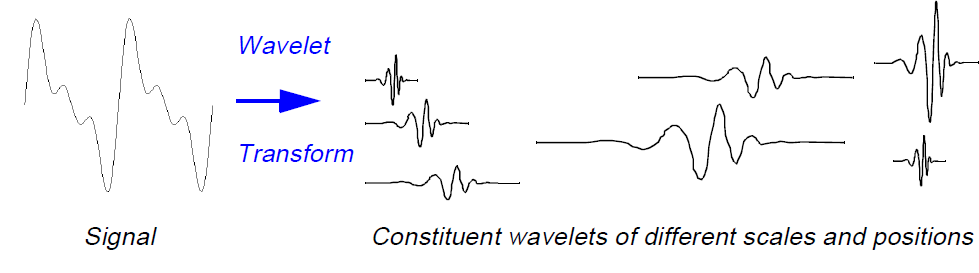 Wavelet
Transform
Signal
Constituent wavelets of different scales and positions